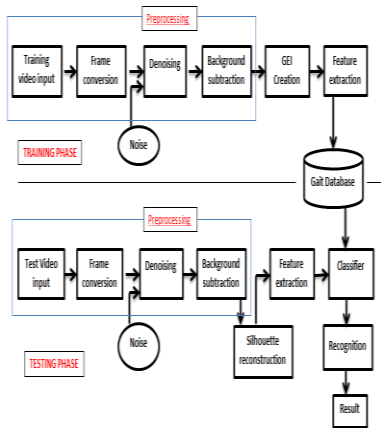 Preprocessing
Training
video input
Frame
conversion
Denoising
Background
subtraction
GEI
Creation
Feature
extraction
Noise
TRAINING PHASE
Gait Database
Preprocessing
Test Video
input
Frame
conversion
Denoising
Background
subtraction
Feature
extraction
Classifier
Noise
Silhouette
reconstruction
Recognition
TESTING PHASE
Result